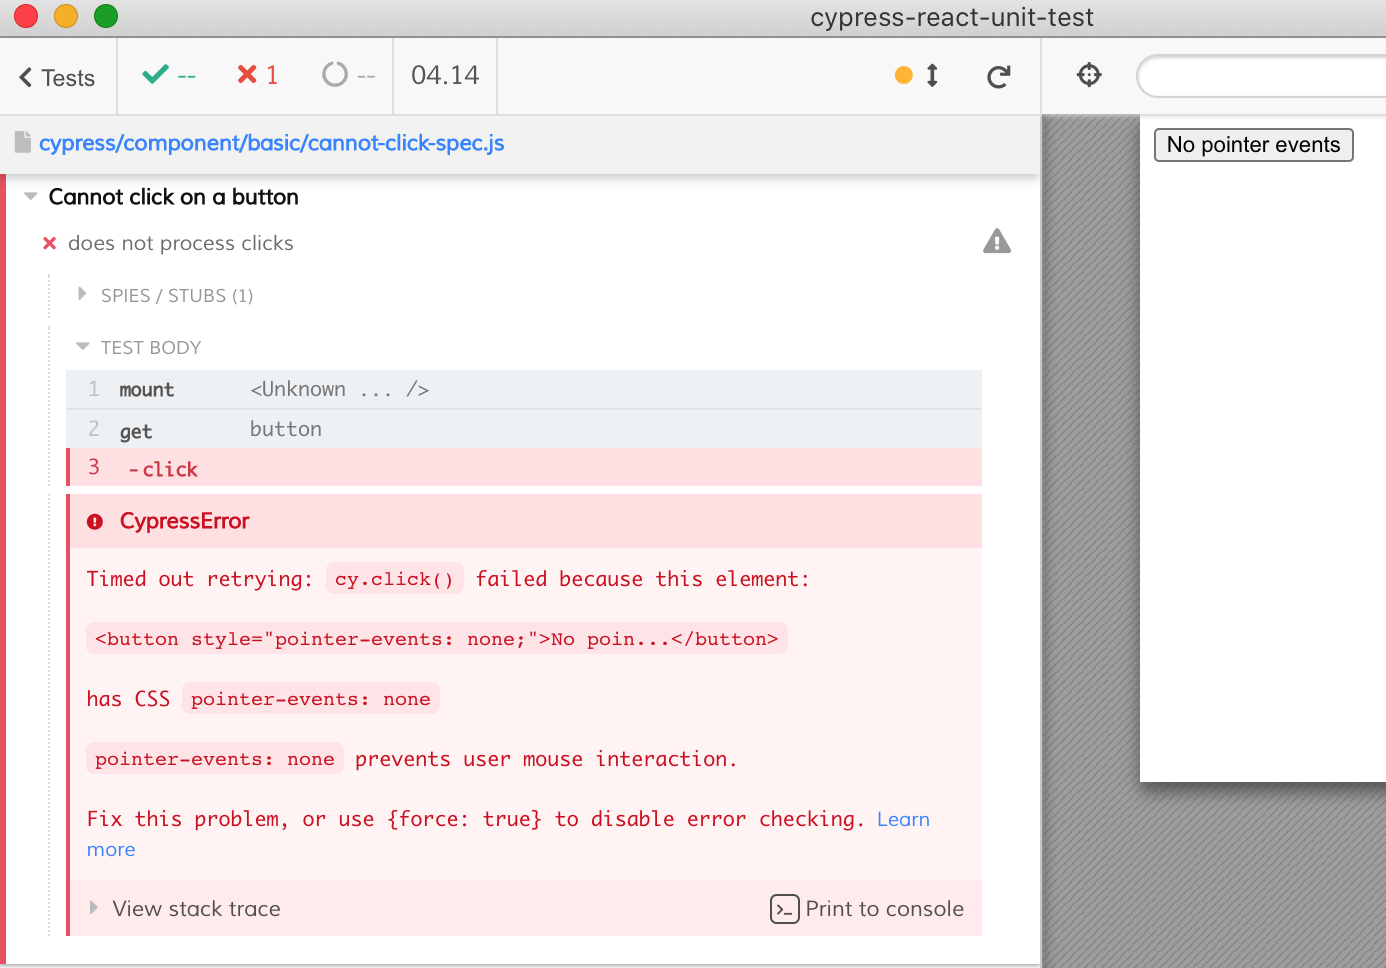 cypress-react-unit-test
Tests
--
1
--
04.14
cypress/component/basic/cannot-click-spec.js
No pointer events
Cannot click on a button
does not process clicks
SPIES / STUBS (1)
TEST BODY
1 mount <Unknown ... />
2 get button
3 -click
CypressError
Timed out retrying: cy.click() failed because this element:
<button style="pointer-events: none;">No poin...</button>
has CSS pointer-events: none
pointer-events: none prevents user mouse interaction.
Fix this problem, or use {force: true} to disable error checking. Learn
more
View stack trace
Print to console